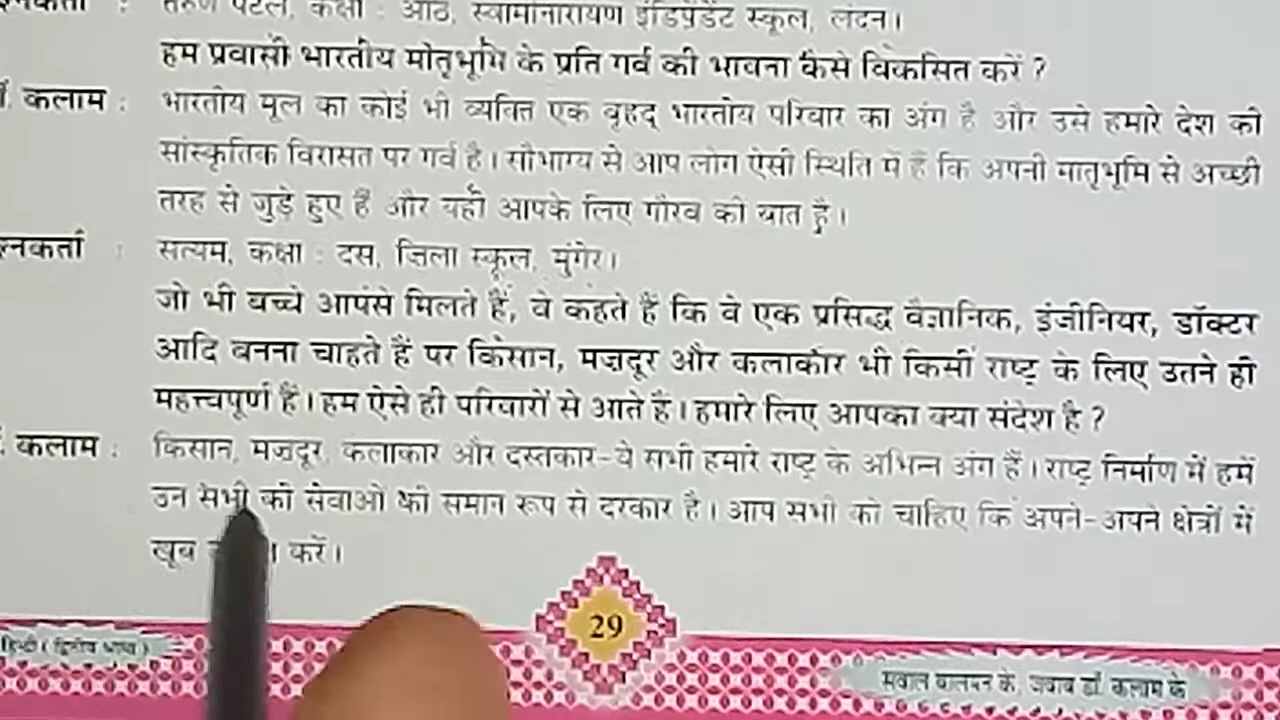 तरुण पटेल, कक्षा : आठ, स्वामीनारायण इंडिपेंडेंट स्कूल, लंदन।
हम प्रवासी भारतीय मातृभूमि के प्रति गर्व की भावना कैसे विकसित करें ?
कलाम : भारतीय मूल का कोई भी व्यक्ति एक वृहद् भारतीय परिवार का अंग है और उसे हमारे देश की
सांस्कृतिक विरासत पर गर्व है। सौभाग्य से आप लोग ऐसी स्थिति में हैं कि अपनी मातृभूमि से अच्छी
तरह से जुड़े हुए हैं और यही आपके लिए गौरव की बात है।
श्नकर्ता : सत्यम, कक्षा : दस, जिला स्कूल, मुंगेर।
जो भी बच्चे आपसे मिलते हैं, वे कहते हैं कि वे एक प्रसिद्ध वैज्ञानिक, इंजीनियर, डॉक्टर
आदि बनना चाहते हैं पर किसान, मज़दूर और कलाकार भी किसी राष्ट्र के लिए उतने ही
महत्त्वपूर्ण हैं। हम ऐसे ही परिवारों से आते हैं। हमारे लिए आपका क्या संदेश है ?
कलाम : किसान, मज़दूर, कलाकार और दस्तकार-ये सभी हमारे राष्ट्र के अभिन्न अंग हैं। राष्ट्र निर्माण में हमें
उन सभी की सेवाओं की समान रूप से दरकार है। आप सभी को चाहिए कि अपने-अपने क्षेत्रों में
खूब करें।
29
हिन्दी ( द्वितीय भाषा )
सवाल बालमन के, जवाब डॉ. कलाम के